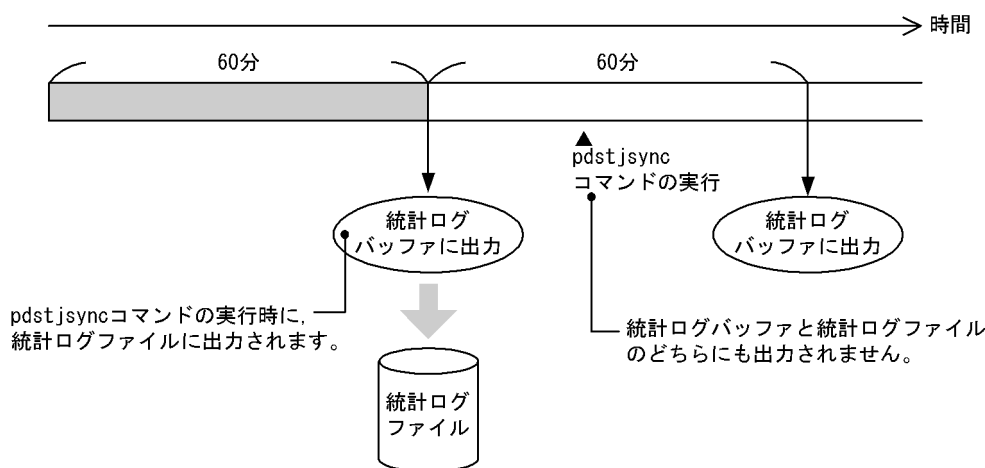 時間
60分
60分
pdstjsync
コマンドの実行
統計ログ
バッファに出力
統計ログ
バッファに出力
pdstjsyncコマンドの実行時に，
統計ログファイルに出力されます。
統計ログバッファと統計ログファイル
のどちらにも出力されません。
統計ログ
ファイル